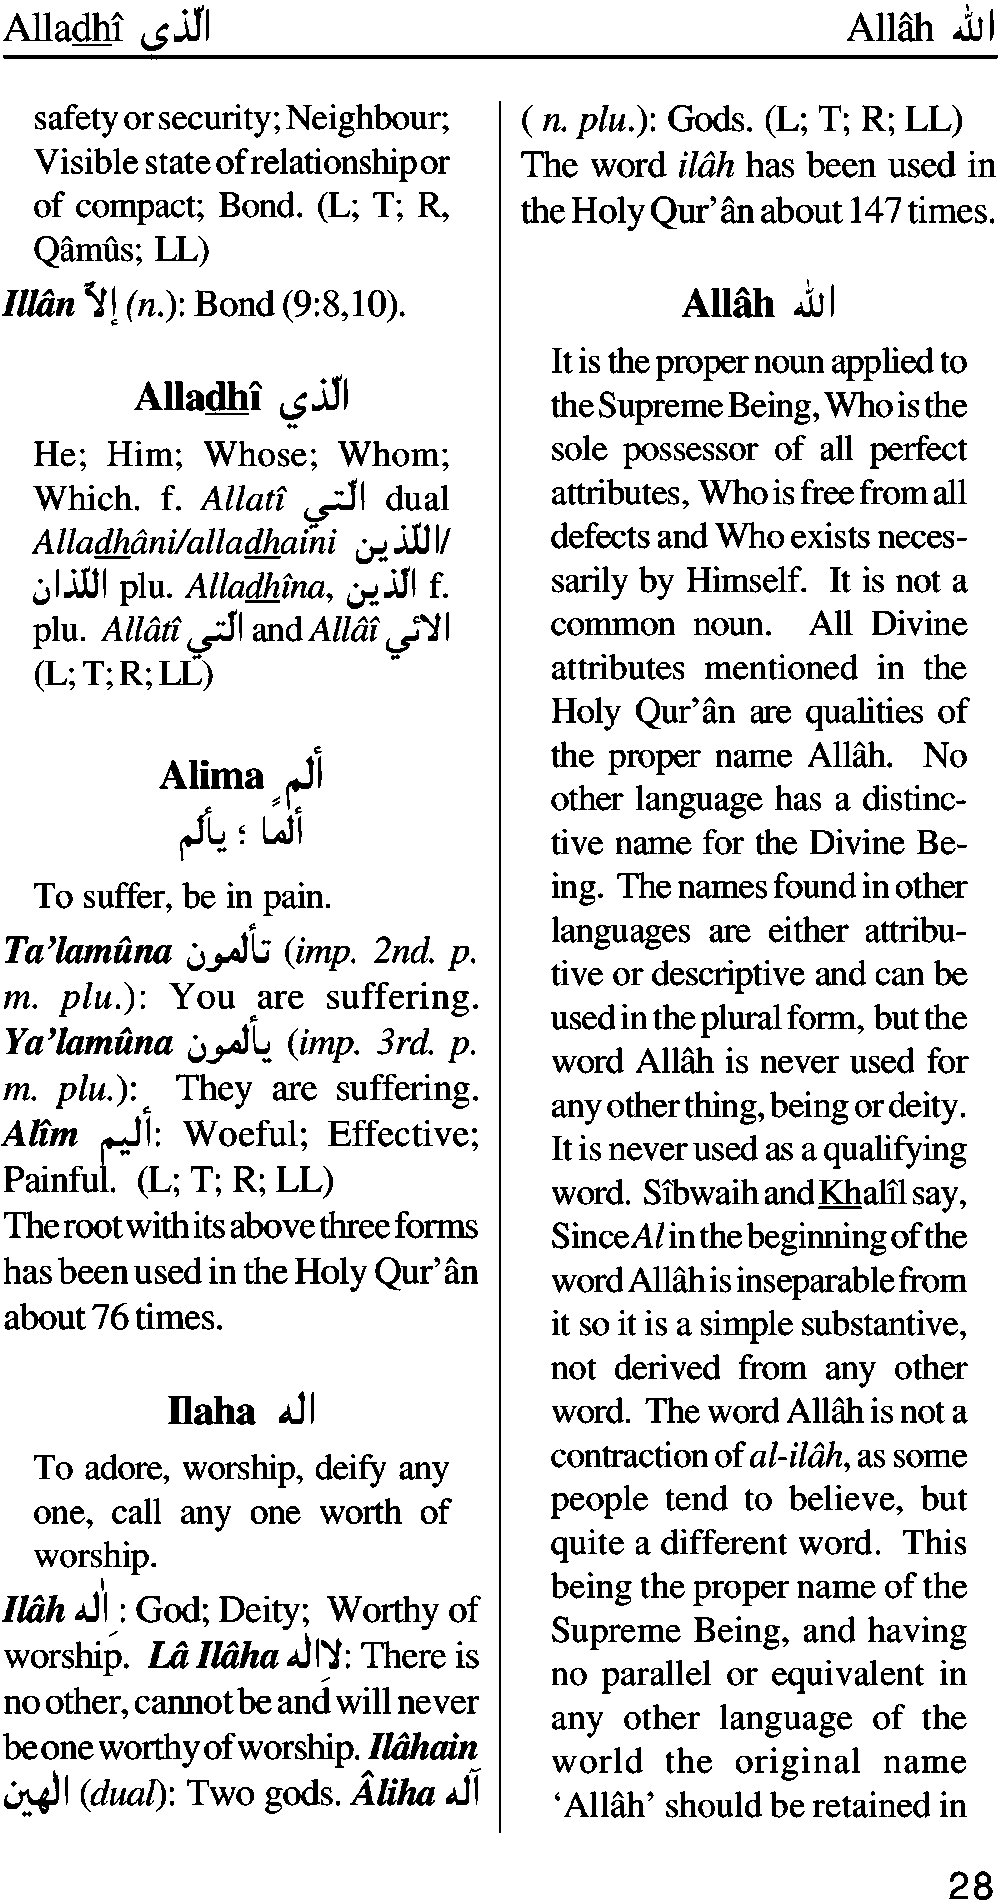 Alladhî الّذي
Allâh اللّٰه
safety or security; Neighbour;
Visible state of relationship or
of compact; Bond. (L; T; R,
Qâmûs; LL)
Illân إلاًّ (n.): Bond (9:8,10).
Alladhî الّذي
He; Him; Whose; Whom;
Which. f. Allatî الّتي dual
Alladhâni/alladhaini اللّذين/
اللّذان plu. Alladhîna, الّذين f.
plu. Allâtî الّتي and Allâî الائي
(L; T; R; LL)
Alima ألم
ألماً ؛ يألم
To suffer, be in pain.
Ta’lamûna تألمون (imp. 2nd. p.
m. plu.): You are suffering.
Ya’lamûna يألمون (imp. 3rd. p.
m. plu.): They are suffering.
Alîm أليم: Woeful; Effective;
Painful. (L; T; R; LL)
The root with its above three forms
has been used in the Holy Qur’ân
about 76 times.
Ilaha اله
To adore, worship, deify any
one, call any one worth of
worship.
Ilâh الٰه : God; Deity; Worthy of
worship. Lâ Ilâha لاالٰه: There is
no other, cannot be and will never
be one worthy of worship. Ilâhain
الٰهين (dual): Two gods. Âliha آله
( n. plu.): Gods. (L; T; R; LL)
The word ilâh has been used in
the Holy Qur’ân about 147 times.
Allâh اللّٰه
It is the proper noun applied to
the Supreme Being, Who is the
sole possessor of all perfect
attributes, Who is free from all
defects and Who exists neces-
sarily by Himself. It is not a
common noun. All Divine
attributes mentioned in the
Holy Qur’ân are qualities of
the proper name Allâh. No
other language has a distinc-
tive name for the Divine Be-
ing. The names found in other
languages are either attribu-
tive or descriptive and can be
used in the plural form, but the
word Allâh is never used for
any other thing, being or deity.
It is never used as a qualifying
word. Sîbwaih and Khalîl say,
Since Al in the beginning of the
word Allâh is inseparable from
it so it is a simple substantive,
not derived from any other
word. The word Allâh is not a
contraction of al-ilâh, as some
people tend to believe, but
quite a different word. This
being the proper name of the
Supreme Being, and having
no parallel or equivalent in
any other language of the
world the original name
‘Allâh’ should be retained in
28